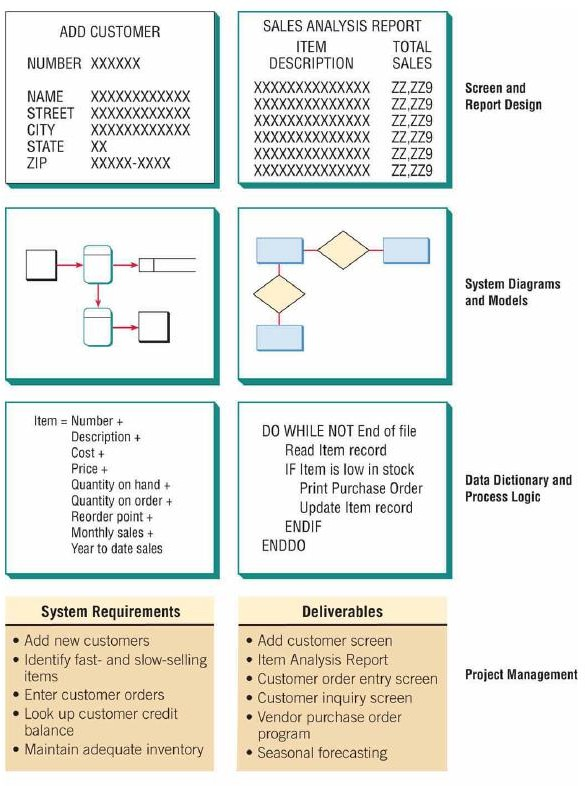 ADD CUSTOMER
NUMBER XXXXXX
NAME XXXXXXXXXXXX
STREET XXXXXXXXXXXX
CITY XXXXXXXXXXXX
STATE XX
ZIP XXXXX-XXXX
SALES ANALYSIS REPORT
ITEM TOTAL
DESCRIPTION SALES
XXXXXXXXXXXXXX ZZ,ZZ9
XXXXXXXXXXXXXX ZZ,ZZ9
XXXXXXXXXXXXXX ZZ,ZZ9
XXXXXXXXXXXXXX ZZ,ZZ9
XXXXXXXXXXXXXX ZZ,ZZ9
XXXXXXXXXXXXXX ZZ,ZZ9
Screen and
Report Design
System Diagrams
and Models
Item = Number +
Description +
Cost +
Price +
Quantity on hand +
Quantity on order +
Reorder point +
Monthly sales +
Year to date sales
DO WHILE NOT End of file
Read Item record
IF Item is low in stock
Print Purchase Order
Update Item record
ENDIF
ENDDO
Data Dictionary and
Process Logic
System Requirements
• Add new customers
• Identify fast- and slow-selling
items
• Enter customer orders
• Look up customer credit
balance
• Maintain adequate inventory
Deliverables
• Add customer screen
• Item Analysis Report
• Customer order entry screen
• Customer inquiry screen
• Vendor purchase order
program
• Seasonal forecasting
Project Management